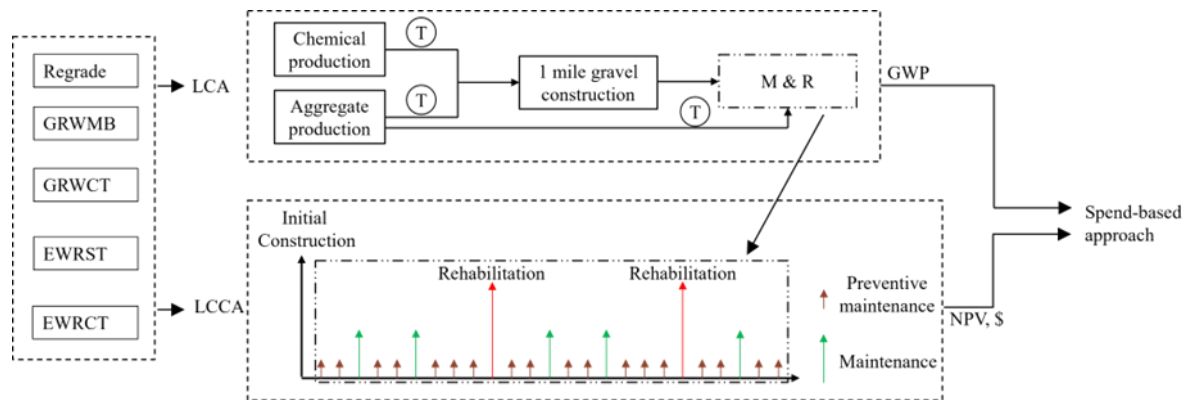 Regrade
GRWMB
GRWCT
EWRST
EWRCT
LCA
LCCA
Chemical
production
T
Aggregate
production
T
1 mile gravel
construction
T
M & R
GWP
Initial
Construction
Rehabilitation
Rehabilitation
Preventive
maintenance
Maintenance
NPV, $
Spend-based
approach